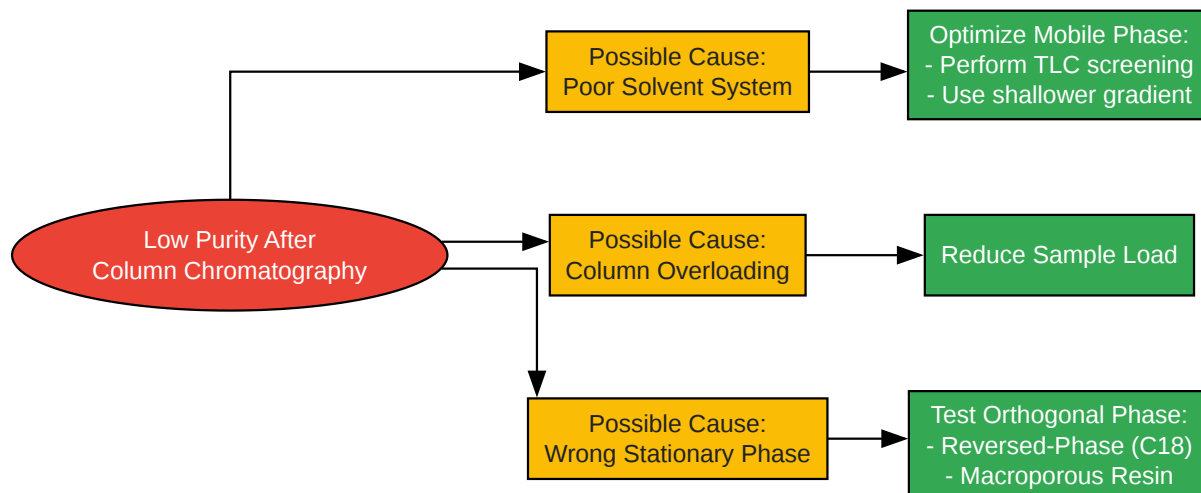 Possible Cause:
Poor Solvent System
Optimize Mobile Phase:
- Perform TLC screening
- Use shallower gradient
Low Purity After
Column Chromatography
Possible Cause:
Column Overloading
Reduce Sample Load
Possible Cause:
Wrong Stationary Phase
Test Orthogonal Phase:
- Reversed-Phase (C18)
- Macroporous Resin